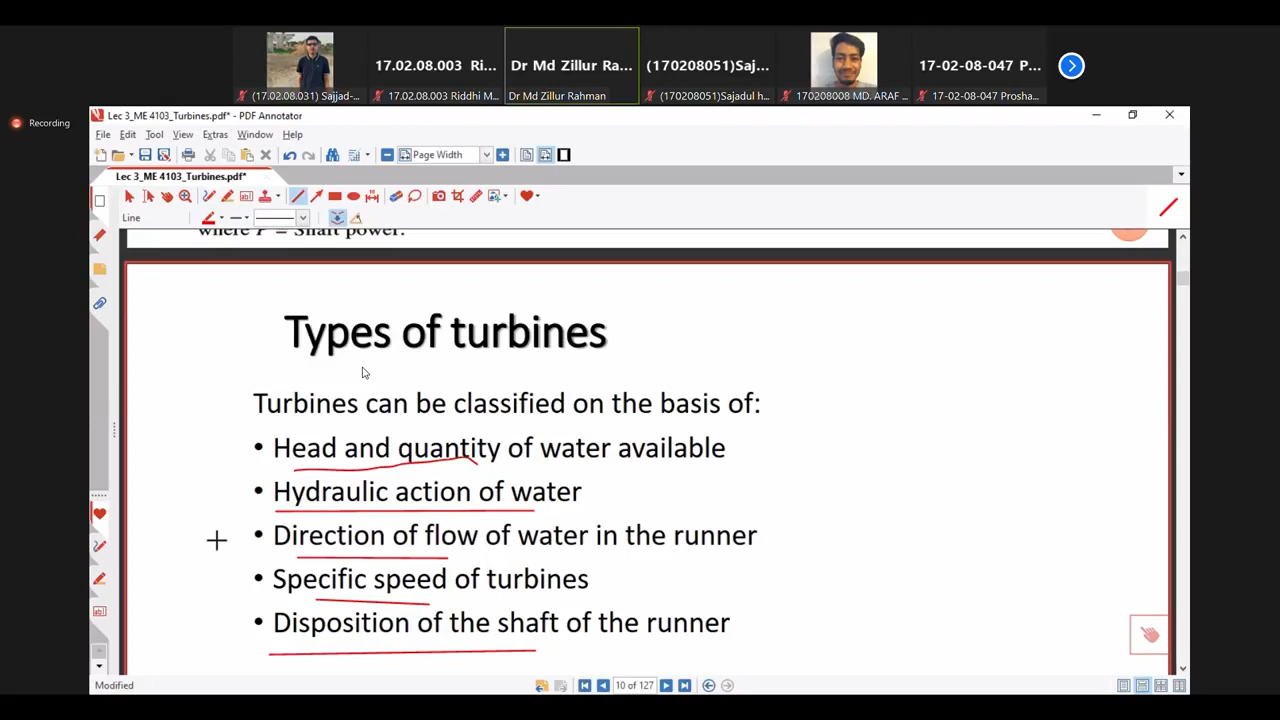 17.02.08.003 Ri...
Dr Md Zillur Ra...
(170208051)Saj...
17-02-08-047 P...
(17.02.08.031) Sajjad-...
17.02.08.003 Riddhi M...
Dr Md Zillur Rahman
(170208051)Sajadul h...
170208008 MD. ARAF ...
17-02-08-047 Prosha...
Recording
Lec 3_ME 4103_Turbines.pdf* - PDF Annotator
File Edit Tool View Extras Window Help
Page Width
Lec 3_ME 4103_Turbines.pdf*
Line
where P = Shaft power.
Types of turbines
Turbines can be classified on the basis of:
• Head and quantity of water available
• Hydraulic action of water
• Direction of flow of water in the runner
• Specific speed of turbines
• Disposition of the shaft of the runner
Modified
10 of 127